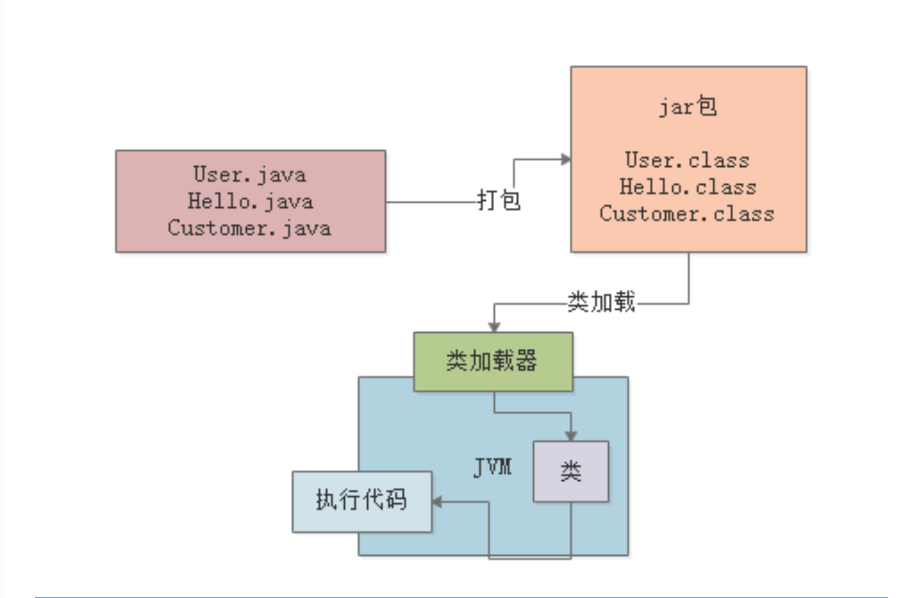 User.java
Hello.java
Customer.java
打包
jar包
User.class
Hello.class
Customer.class
类加载
类加载器
JVM
类
执行代码